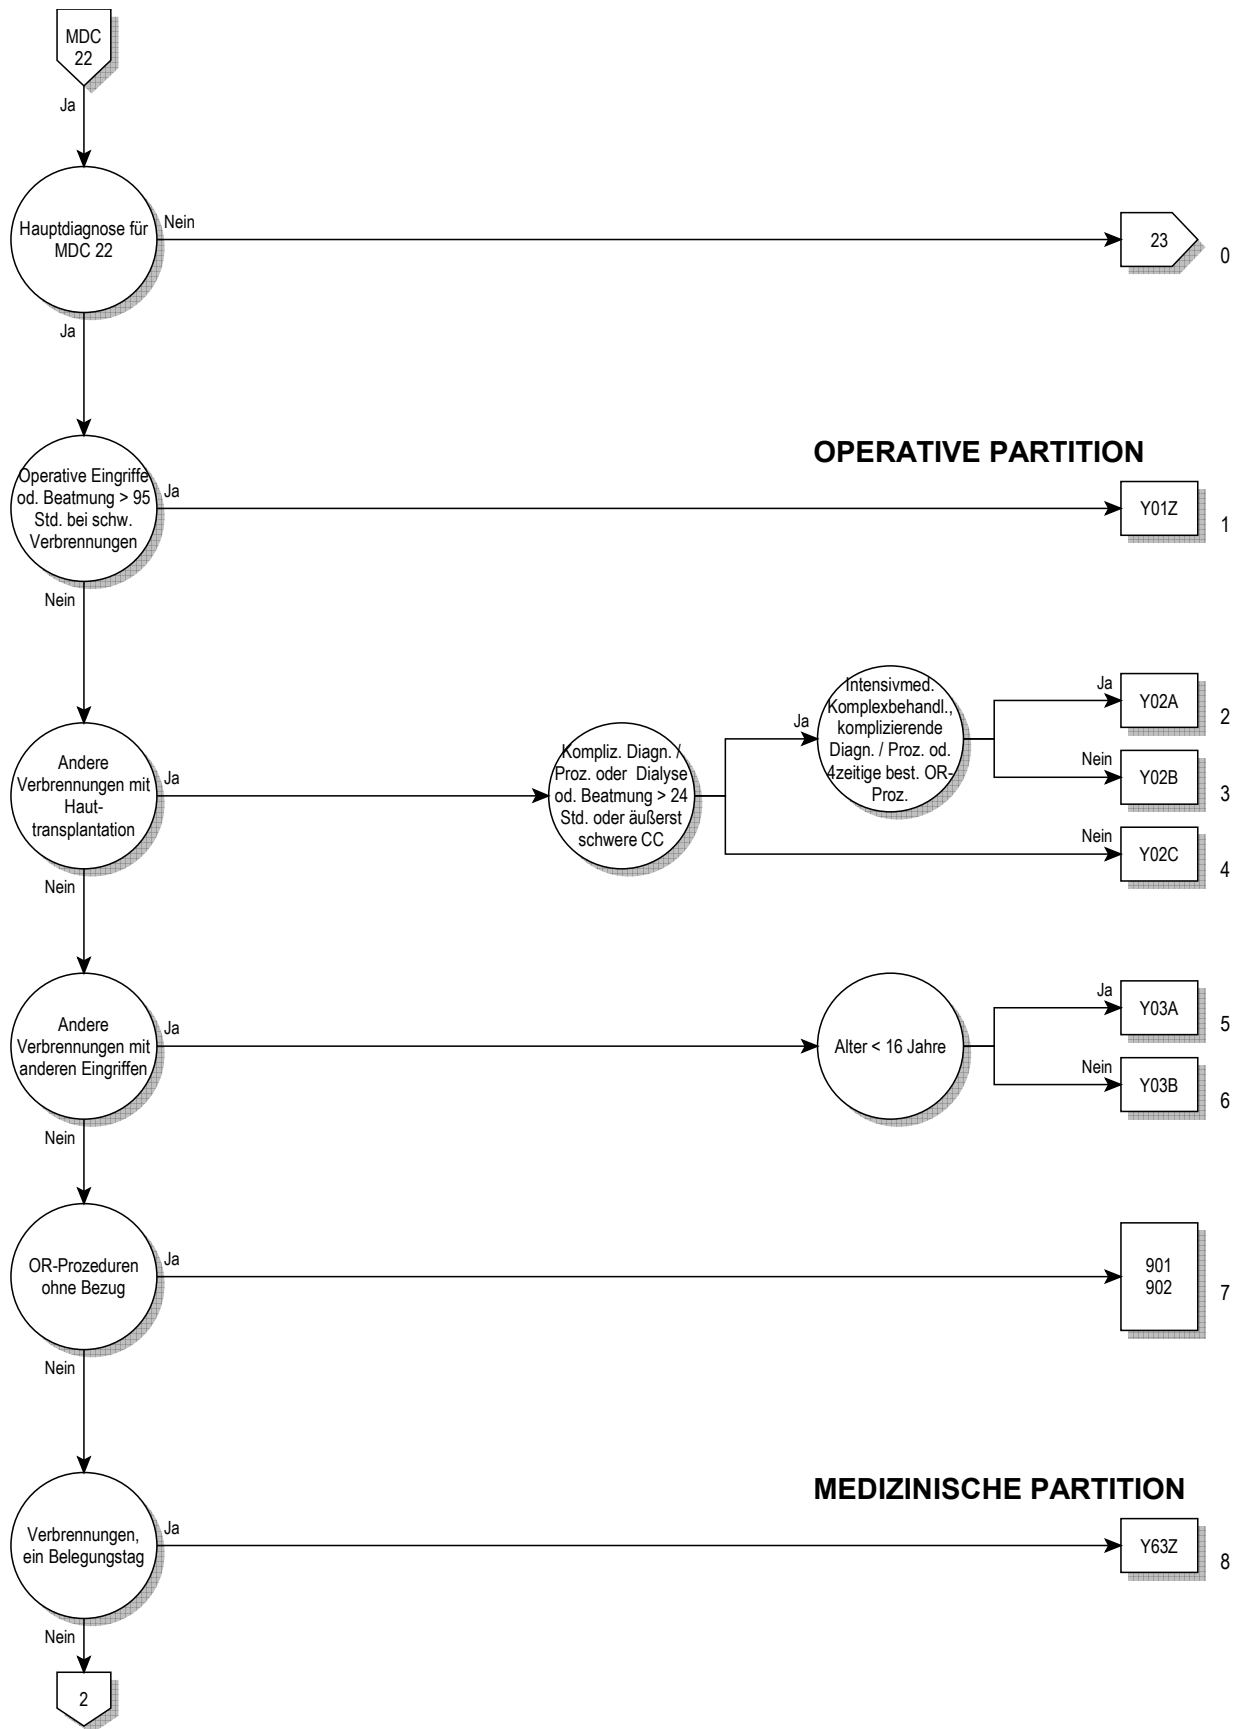 MDC
22
Ja
Hauptdiagnose für
MDC 22
Nein
23
0
Ja
OPERATIVE PARTITION
Operative Eingriffe
od. Beatmung > 95
Std. bei schw.
Verbrennungen
Ja
Y01Z
1
Nein
Andere
Verbrennungen mit
Haut-
transplantation
Ja
Kompliz. Diagn. /
Proz. oder Dialyse
od. Beatmung > 24
Std. oder äußerst
schwere CC
Ja
Intensivmed.
Komplexbehandl.,
komplizierende
Diagn. / Proz. od.
4zeitige best. OR-
Proz.
Ja
Y02A
2
Nein
Y02B
3
Nein
Y02C
4
Nein
Andere
Verbrennungen mit
anderen Eingriffen
Ja
Alter < 16 Jahre
Ja
Y03A
5
Nein
Y03B
6
Nein
OR-Prozeduren
ohne Bezug
Ja
901
902
7
Nein
MEDIZINISCHE PARTITION
Verbrennungen,
ein Belegungstag
Ja
Y63Z
8
Nein
2